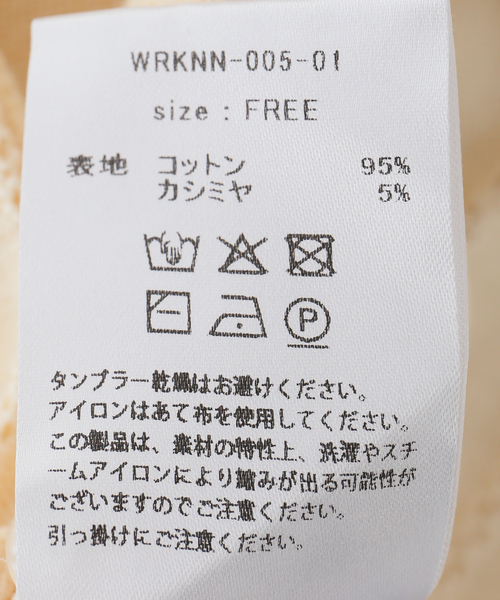 WRKNN-005-01
size : FREE
表地 コットン 95%
カシミヤ 5%
P
タンブラー乾燥はお避けください。
アイロンはあて布を使用してください。
この製品は、素材の特性上、洗濯やスチ
ームアイロンにより縮みが出る可能性が
ございますのでご注意ください。
引っ掛けにご注意ください。